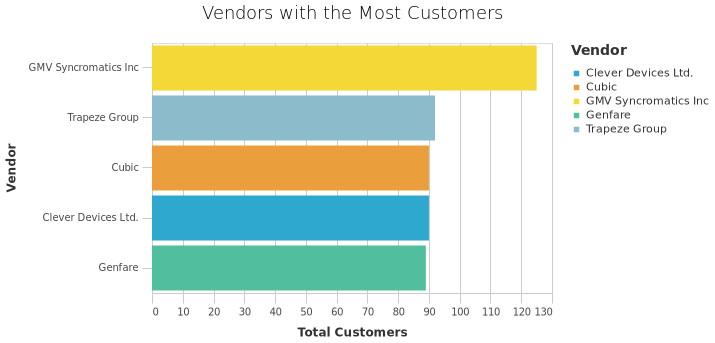 Vendors with the Most Customers
Vendor
GMV Syncromatics Inc
Trapeze Group
Cubic
Clever Devices Ltd.
Genfare
0 10 20 30 40 50 60 70 80 90 100 110 120 130
Total Customers
Vendor
Clever Devices Ltd.
Cubic
GMV Syncromatics Inc
Genfare
Trapeze Group